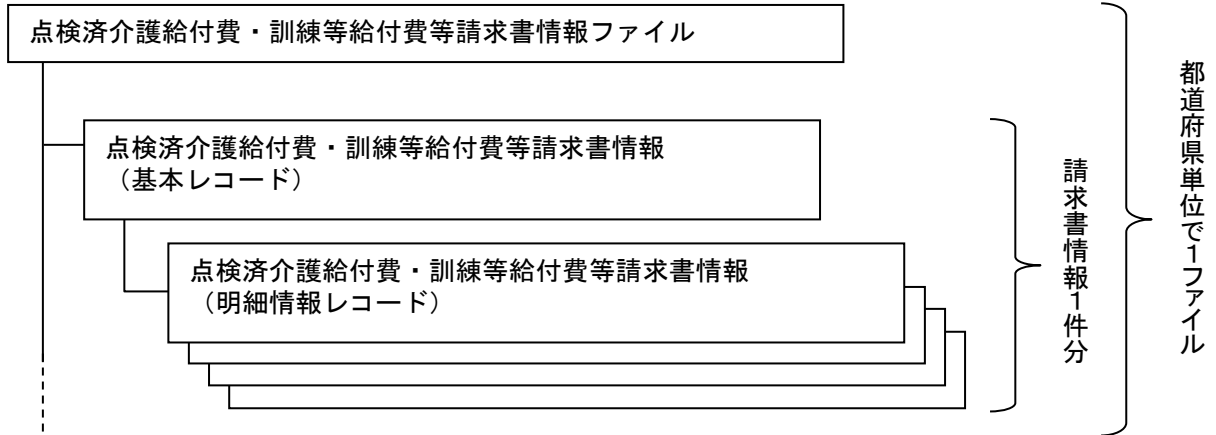 点検済介護給付費・訓練等給付費等請求書情報ファイル
点検済介護給付費・訓練等給付費等請求書情報
（基本レコード）
点検済介護給付費・訓練等給付費等請求書情報
（明細情報レコード）
請求書情報１件分
都道府県単位で１ファイル